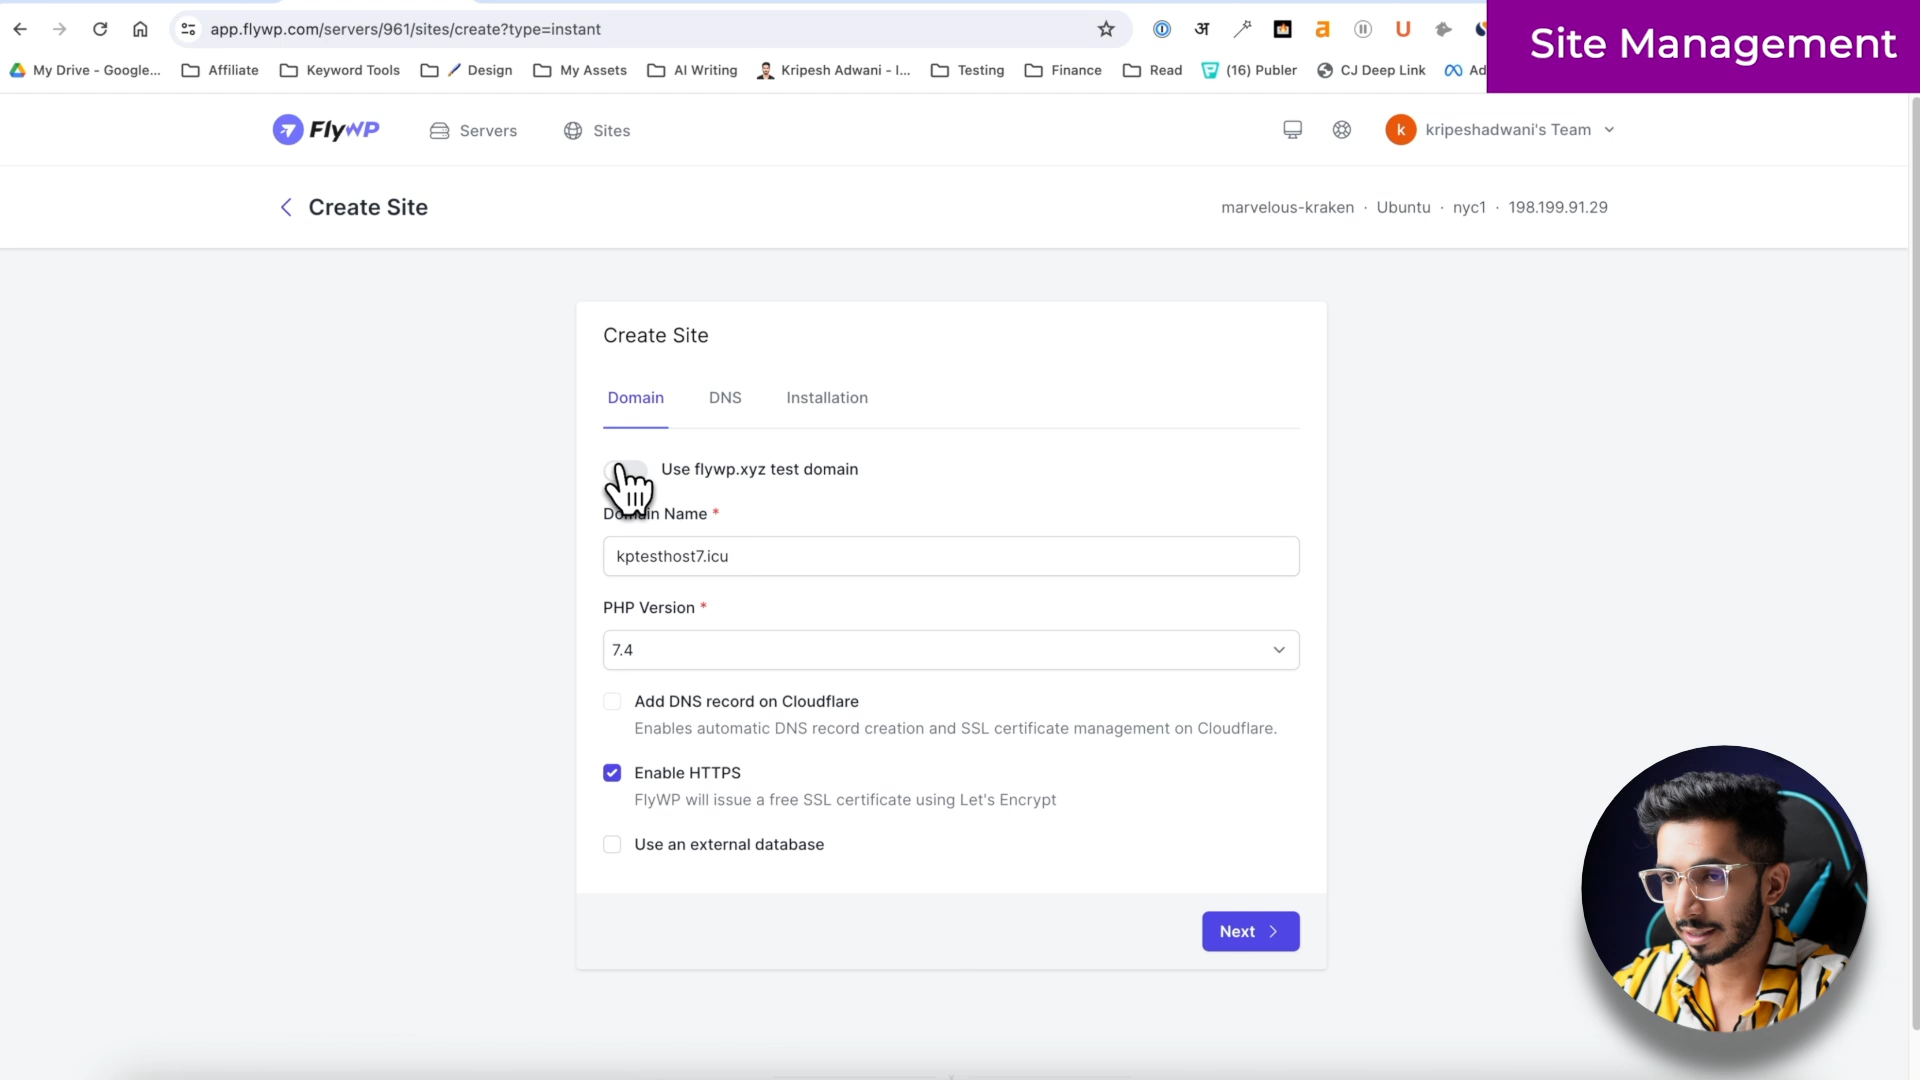 app.flywp.com/servers/961/sites/create?type=instant
अ
a
U
Site Management
My Drive - Google...
Affiliate
Keyword Tools
Design
My Assets
AI Writing
Kripesh Adwani - I...
Testing
Finance
Read
(16) Publer
CJ Deep Link
Ad
FlyWP
Servers
Sites
k
kripeshadwani's Team
Create Site
marvelous-kraken · Ubuntu · nyc1 · 198.199.91.29
Create Site
Domain
DNS
Installation
Use flywp.xyz test domain
Domain Name *
kptesthost7.icu
PHP Version *
7.4
Add DNS record on Cloudflare
Enables automatic DNS record creation and SSL certificate management on Cloudflare.
Enable HTTPS
FlyWP will issue a free SSL certificate using Let's Encrypt
Use an external database
Next